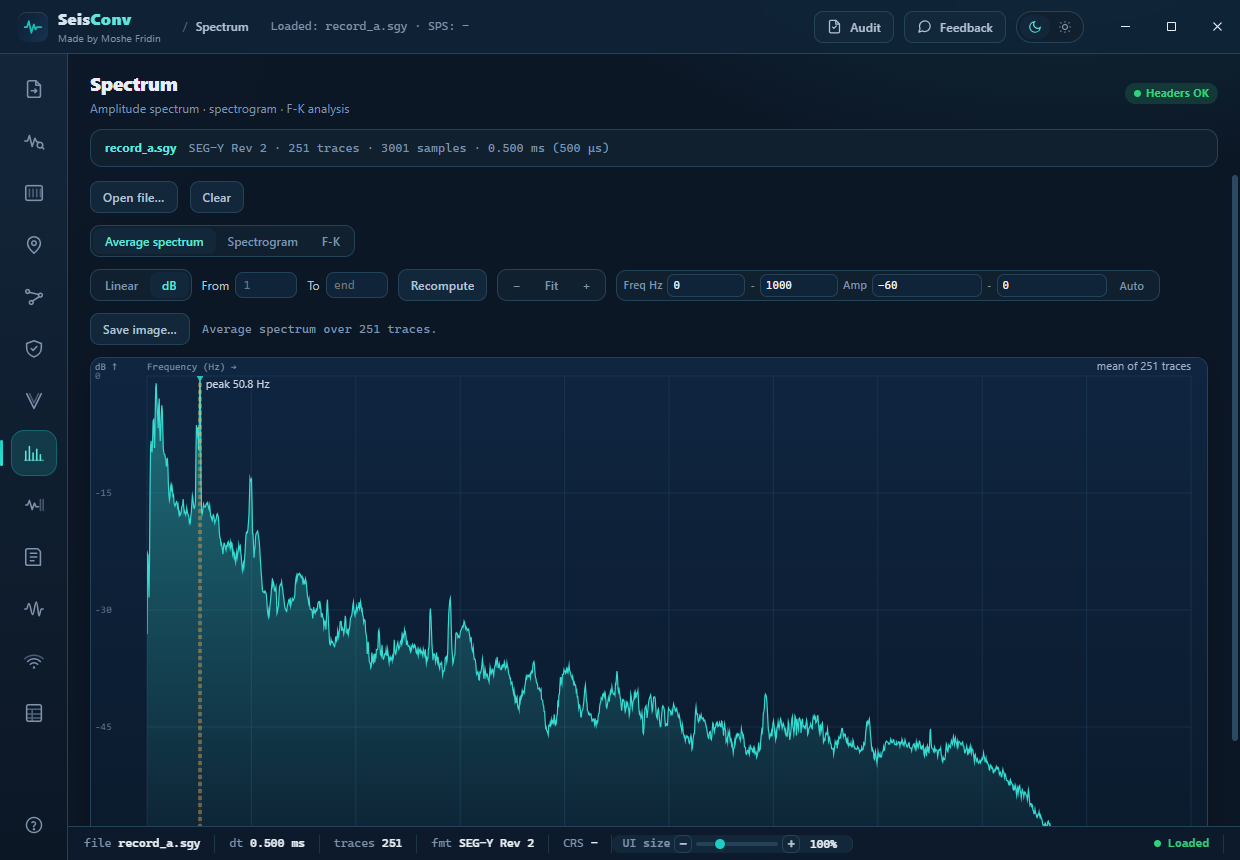 SeisConv
Made by Moshe Fridin
/ Spectrum Loaded: record_a.sgy · SPS: –
Audit Feedback
Spectrum
Amplitude spectrum · spectrogram · F-K analysis
Headers OK
record_a.sgy SEG-Y Rev 2 · 251 traces · 3001 samples · 0.500 ms (500 µs)
Open file... Clear
Average spectrum Spectrogram F-K
Linear dB From 1 To end Recompute − Fit + Freq Hz 0 - 1000 Amp −60 - 0 Auto
Save image... Average spectrum over 251 traces.
dB ↑ Frequency (Hz) → mean of 251 traces
0
peak 50.8 Hz
-15
-30
-45
file record_a.sgy dt 0.500 ms traces 251 fmt SEG-Y Rev 2 CRS – UI size − + 100% Loaded